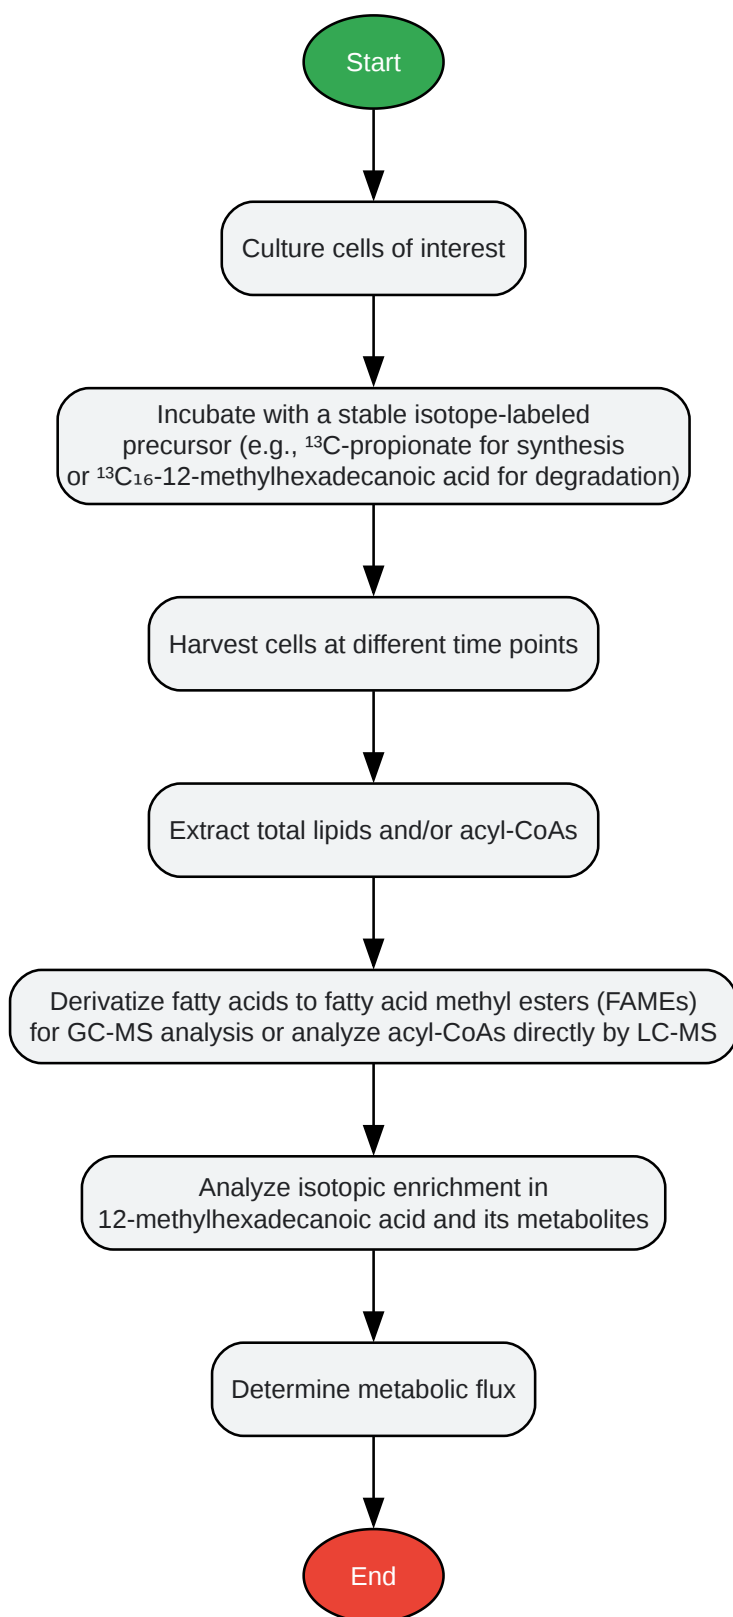 Start
Culture cells of interest
Incubate with a stable isotope-labeled
precursor (e.g., ¹³C-propionate for synthesis
or ¹³C₁₆-12-methylhexadecanoic acid for degradation)
Harvest cells at different time points
Extract total lipids and/or acyl-CoAs
Derivatize fatty acids to fatty acid methyl esters (FAMEs)
for GC-MS analysis or analyze acyl-CoAs directly by LC-MS
Analyze isotopic enrichment in
12-methylhexadecanoic acid and its metabolites
Determine metabolic flux
End